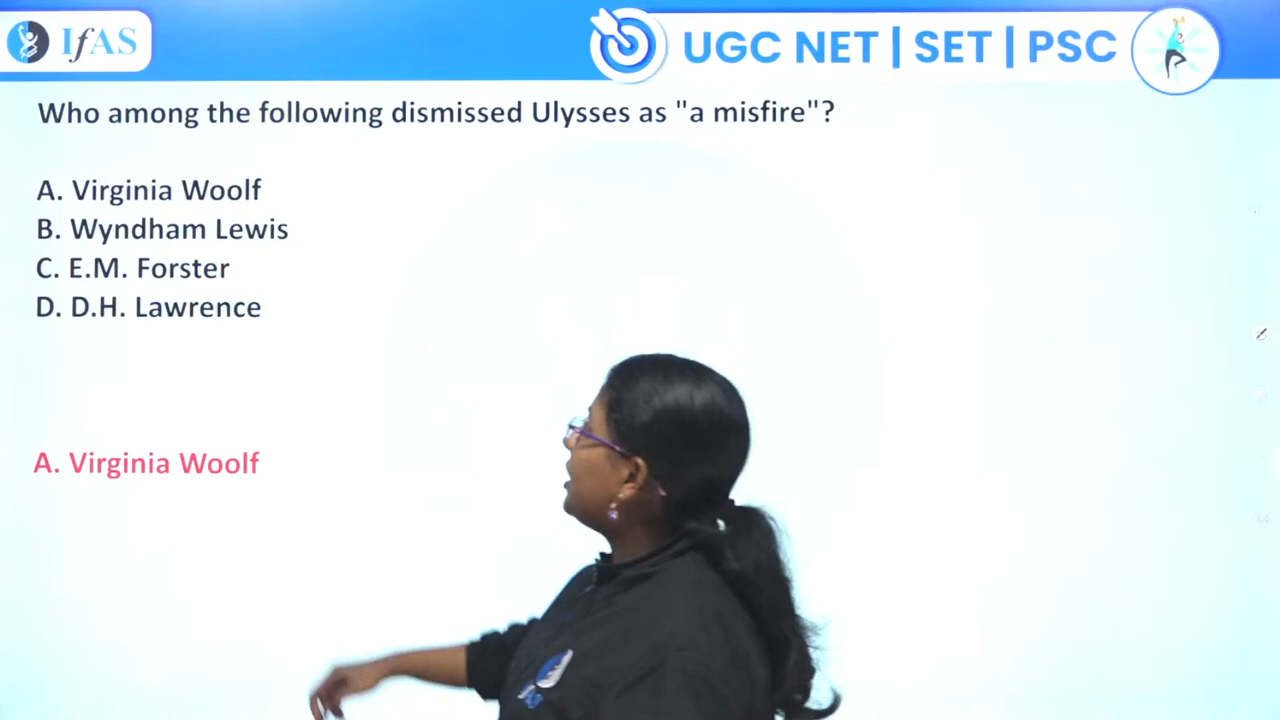 IfAS
UGC NET | SET | PSC
Who among the following dismissed Ulysses as "a misfire"?
A. Virginia Woolf
B. Wyndham Lewis
C. E.M. Forster
D. D.H. Lawrence
A. Virginia Woolf